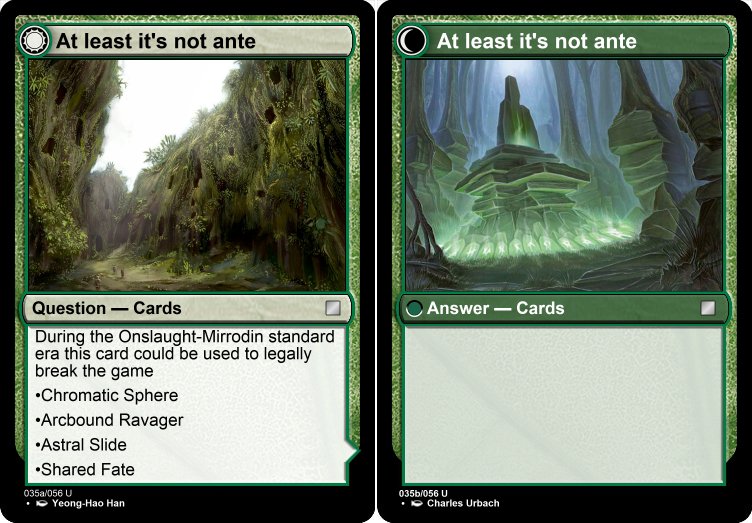 At least it's not ante
Question — Cards
During the Onslaught-Mirrodin standard
era this card could be used to legally
break the game
•Chromatic Sphere
•Arcbound Ravager
•Astral Slide
•Shared Fate
035a/056 U
• Yeong-Hao Han
At least it's not ante
Answer — Cards
035b/056 U
• Charles Urbach